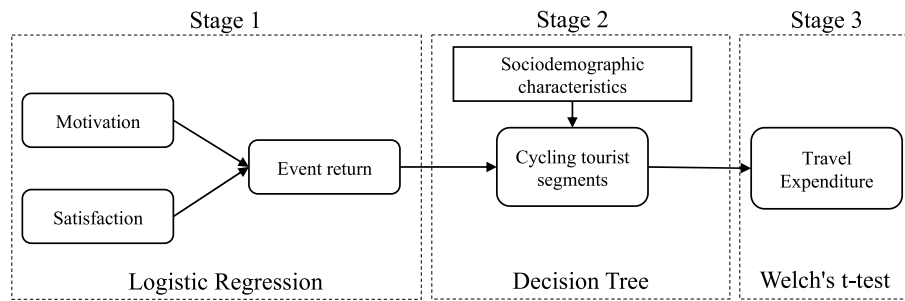 Stage 1
Stage 2
Stage 3
Motivation
Satisfaction
Event return
Sociodemographic
characteristics
Cycling tourist
segments
Travel
Expenditure
Logistic Regression
Decision Tree
Welch's t-test